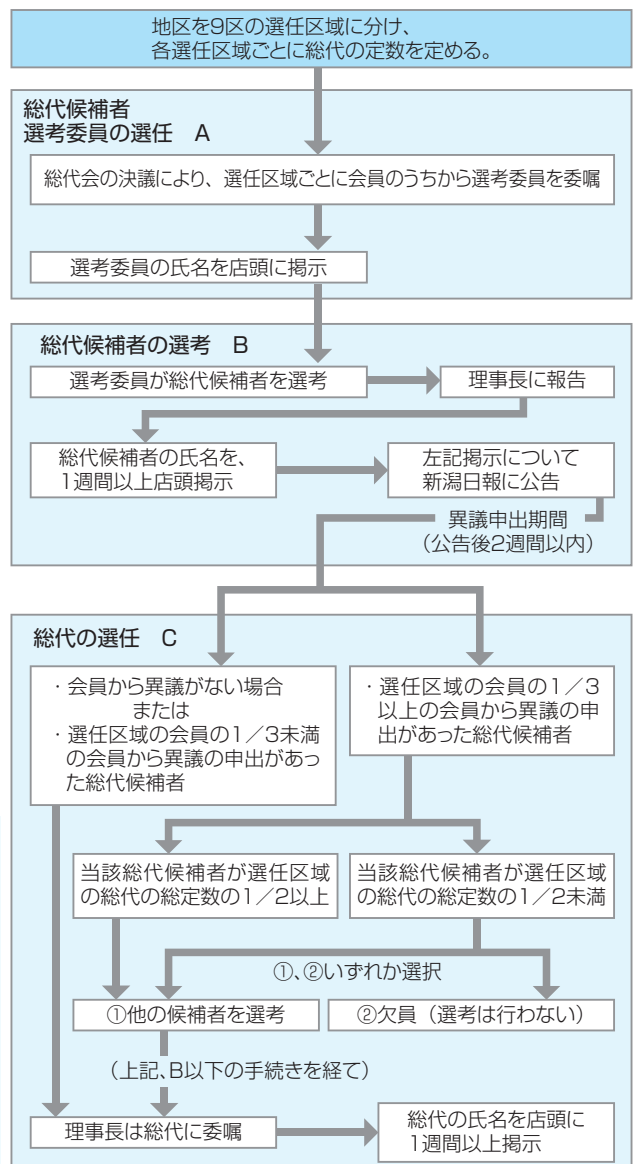 地区を9区の選任区域に分け、
各選任区域ごとに総代の定数を定める。
総代候補者
選考委員の選任　A
総代会の決議により、選任区域ごとに会員のうちから選考委員を委嘱
選考委員の氏名を店頭に掲示
総代候補者の選考　B
選考委員が総代候補者を選考
理事長に報告
総代候補者の氏名を、
1週間以上店頭掲示
左記掲示について
新潟日報に公告
異議申出期間
（公告後2週間以内）
総代の選任　C
・会員から異議がない場合
または
・選任区域の会員の1／3未満
の会員から異議の申出があっ
た総代候補者
・選任区域の会員の1／3
以上の会員から異議の申
出があった総代候補者
当該総代候補者が選任区域
の総代の総定数の1／2以上
当該総代候補者が選任区域
の総代の総定数の1／2未満
①、②いずれか選択
①他の候補者を選考
②欠員（選考は行わない）
（上記、B以下の手続きを経て）
理事長は総代に委嘱
総代の氏名を店頭に
1週間以上掲示